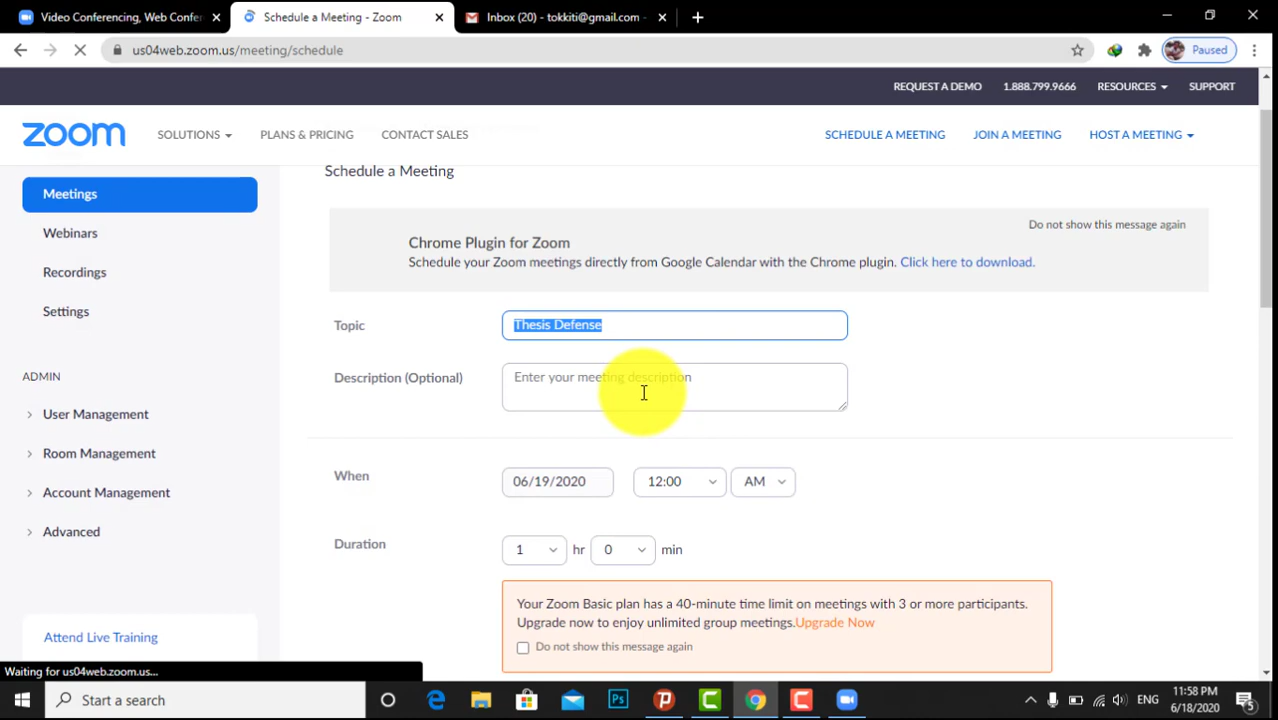 Video Conferencing, Web Confer
Schedule a Meeting - Zoom
Inbox (20) - tokkiti@gmail.com -
us04web.zoom.us/meeting/schedule
Paused
REQUEST A DEMO
1.888.799.9666
RESOURCES
SUPPORT
zoom
SOLUTIONS
PLANS & PRICING
CONTACT SALES
SCHEDULE A MEETING
JOIN A MEETING
HOST A MEETING
Meetings
Webinars
Recordings
Settings
ADMIN
User Management
Room Management
Account Management
Advanced
Attend Live Training
Schedule a Meeting
Do not show this message again
Chrome Plugin for Zoom
Schedule your Zoom meetings directly from Google Calendar with the Chrome plugin. Click here to download.
Topic
Thesis Defense
Description (Optional)
Enter your meeting description
When
06/19/2020
12:00
AM
Duration
1
hr
0
min
Your Zoom Basic plan has a 40-minute time limit on meetings with 3 or more participants.
Upgrade now to enjoy unlimited group meetings.Upgrade Now
Do not show this message again
Waiting for us04web.zoom.us...
Start a search
ENG
11:58 PM
6/18/2020
5